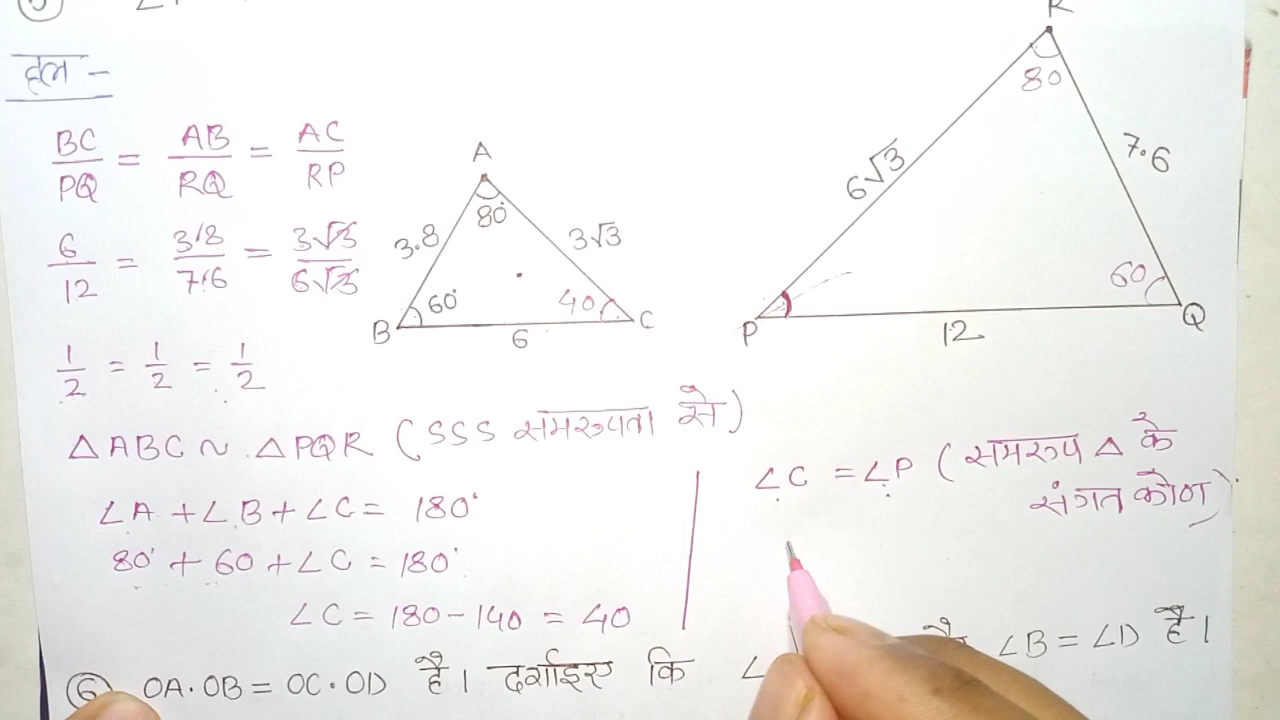 हल -
BC/PQ = AB/RQ = AC/RP
6/12 = 3.8/7.6 = 3√3/6√3
1/2 = 1/2 = 1/2
A
80°
3.8
3√3
60°
40
B
6
C
R
80
6√3
7.6
60
P
12
Q
△ABC ~ △PQR (SSS समरूपता से)
∠A + ∠B + ∠C = 180°
80° + 60 + ∠C = 180°
∠C = 180 - 140 = 40
∠C = ∠P (समरूप △ के
संगत कोण)
⑥ OA.OB = OC.OD है। दर्शाइए कि ∠
∠B = ∠D है।